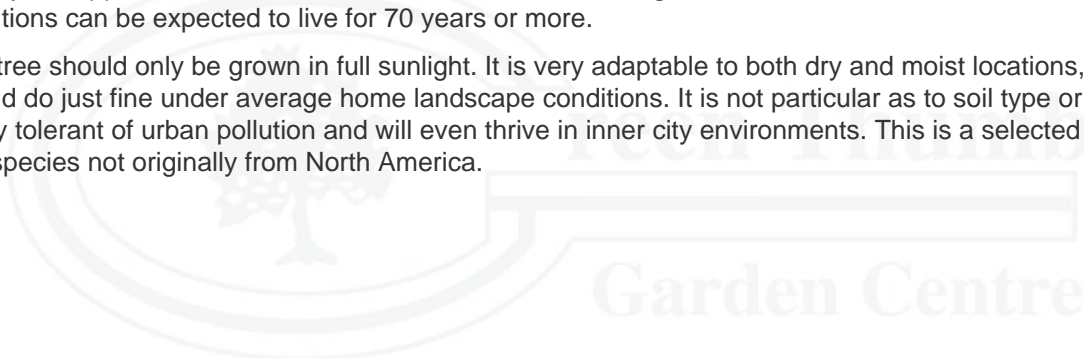 tions can be expected to live for 70 years or more.
tree should only be grown in full sunlight. It is very adaptable to both dry and moist locations,
d do just fine under average home landscape conditions. It is not particular as to soil type or
y tolerant of urban pollution and will even thrive in inner city environments. This is a selected
species not originally from North America.
reen Thumb
Garden Centre